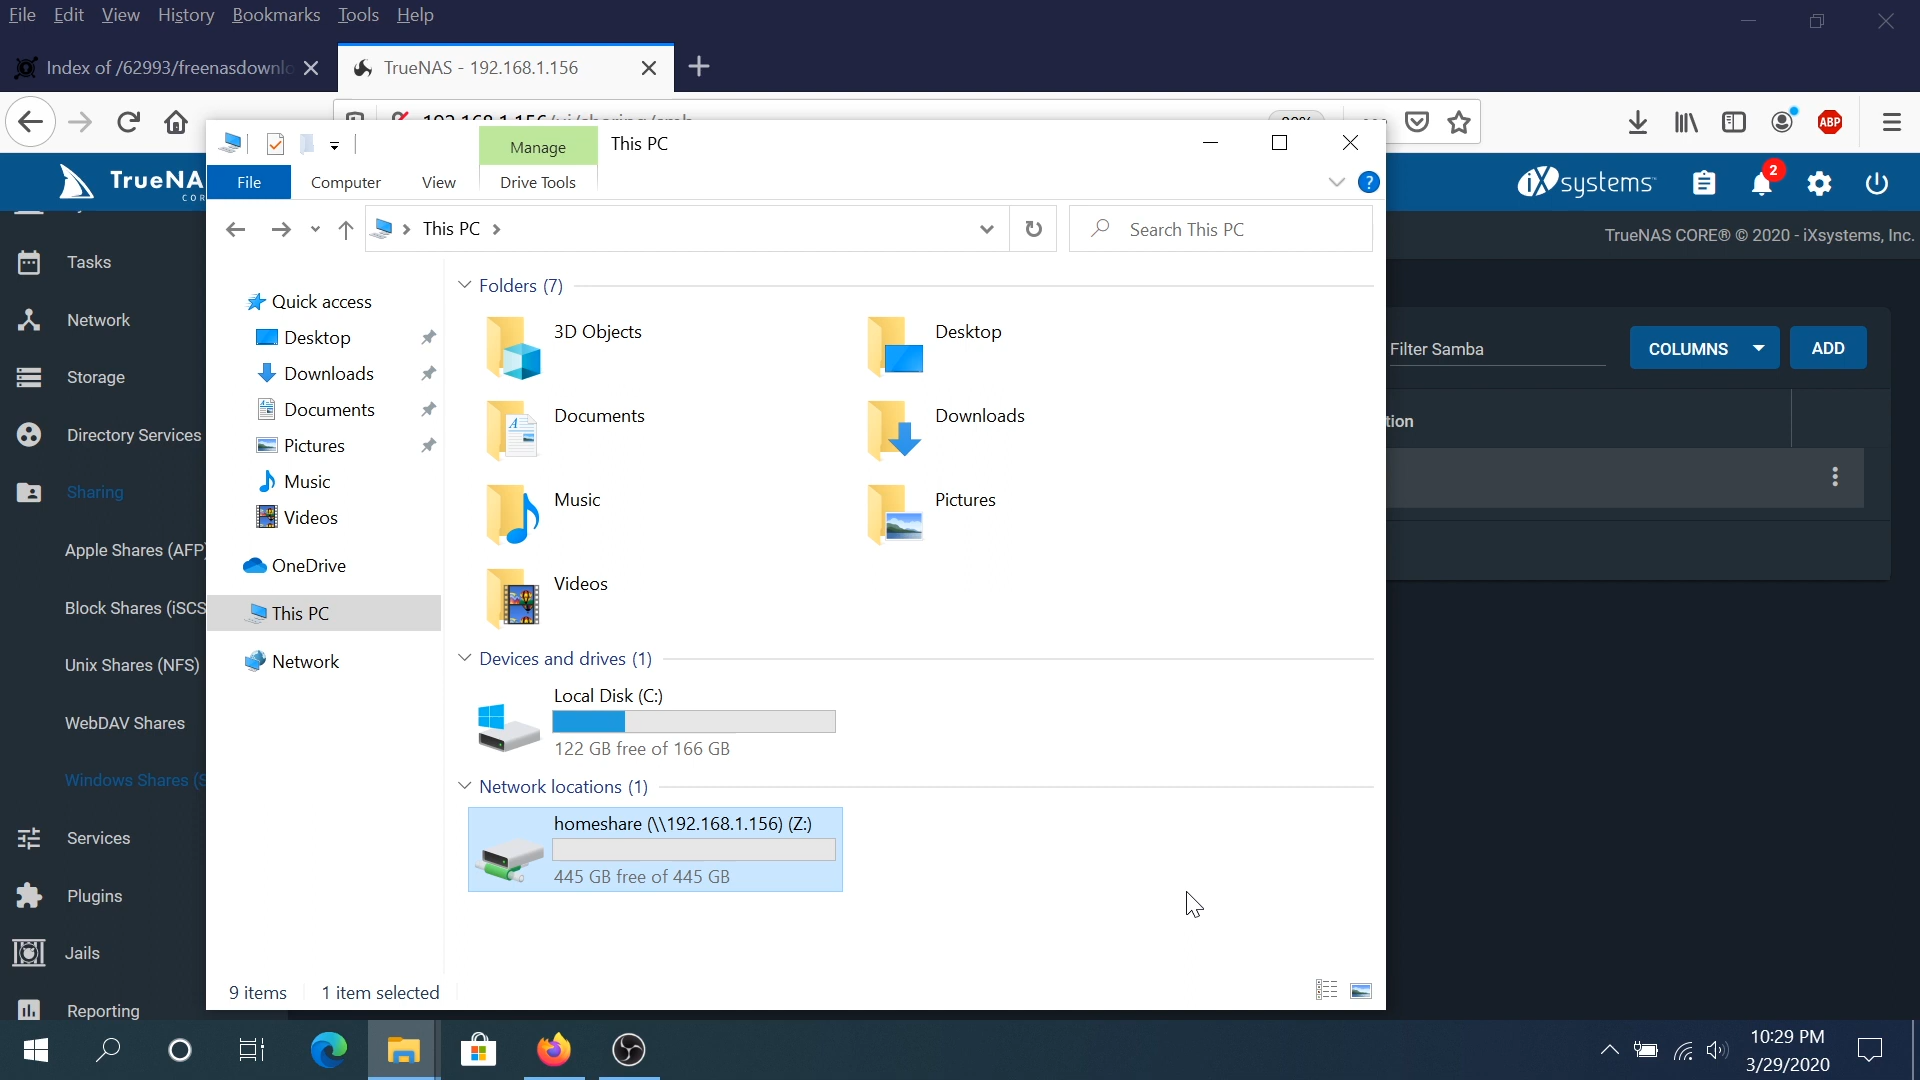 File Edit View History Bookmarks Tools Help
Index of /62993/freenasdownlo
TrueNAS - 192.168.1.156
ABP
Manage
This PC
File
Computer
View
Drive Tools
This PC
Search This PC
TrueNA
COR
iXsystems
2
TrueNAS CORE® © 2020 - iXsystems, Inc.
Tasks
Network
Storage
Directory Services
Sharing
Apple Shares (AFP)
Block Shares (iSCS
Unix Shares (NFS)
WebDAV Shares
Windows Shares (S
Services
Plugins
Jails
Reporting
Quick access
Desktop
Downloads
Documents
Pictures
Music
Videos
OneDrive
This PC
Network
Folders (7)
3D Objects
Desktop
Documents
Downloads
Music
Pictures
Videos
Devices and drives (1)
Local Disk (C:)
122 GB free of 166 GB
Network locations (1)
homeshare (\\192.168.1.156) (Z:)
445 GB free of 445 GB
9 items
1 item selected
Filter Samba
COLUMNS
ADD
tion
10:29 PM
3/29/2020